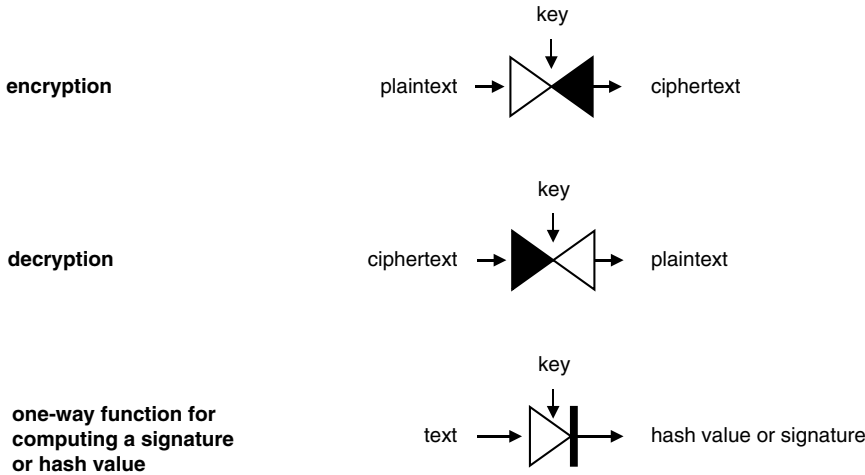 key
encryption
plaintext
ciphertext
key
decryption
ciphertext
plaintext
key
one-way function for
computing a signature
or hash value
text
hash value or signature